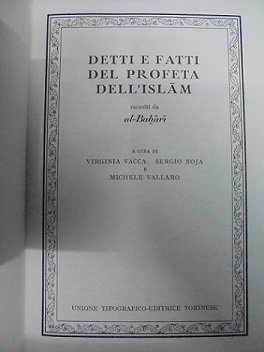 DETTI E FATTI
DEL PROFETA
DELL'ISLĀM
raccolti da
al-Buḫārī
A CURA DI
VIRGINIA VACCA SERGIO NOJA
E
MICHELE VALLARO
UNIONE TIPOGRAFICO-EDITRICE TORINESE